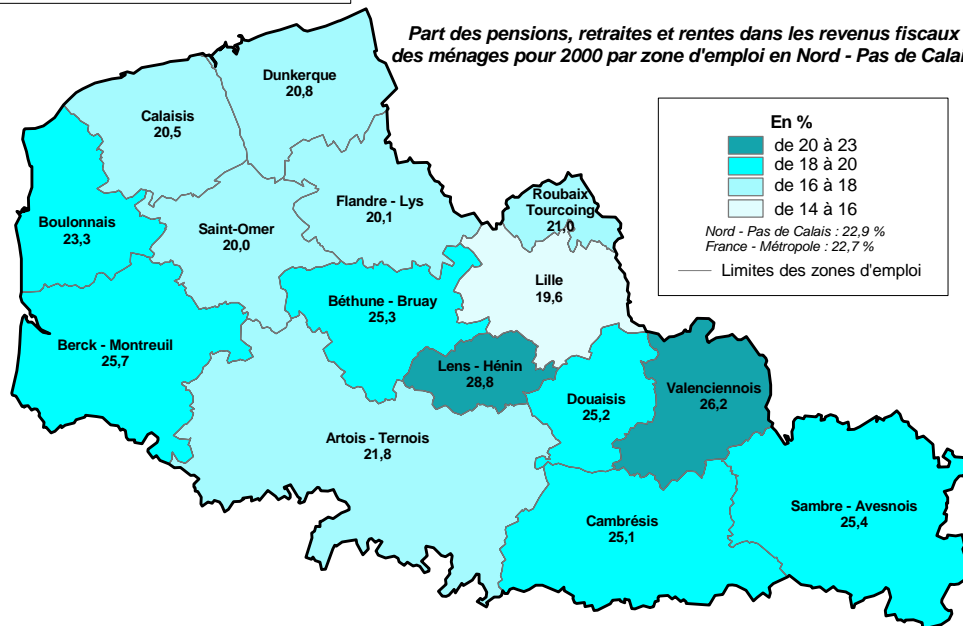 Part des pensions, retraites et rentes dans les revenus fiscaux
des ménages pour 2000 par zone d'emploi en Nord - Pas de Calai
En %
de 20 à 23
de 18 à 20
de 16 à 18
de 14 à 16
Nord - Pas de Calais : 22,9 %
France - Métropole : 22,7 %
Limites des zones d'emploi
Dunkerque
20,8
Calaisis
20,5
Flandre - Lys
20,1
Roubaix
Tourcoing
21,0
Boulonnais
23,3
Saint-Omer
20,0
Lille
19,6
Béthune - Bruay
25,3
Berck - Montreuil
25,7
Lens - Hénin
28,8
Douaisis
25,2
Valenciennois
26,2
Artois - Ternois
21,8
Cambrésis
25,1
Sambre - Avesnois
25,4